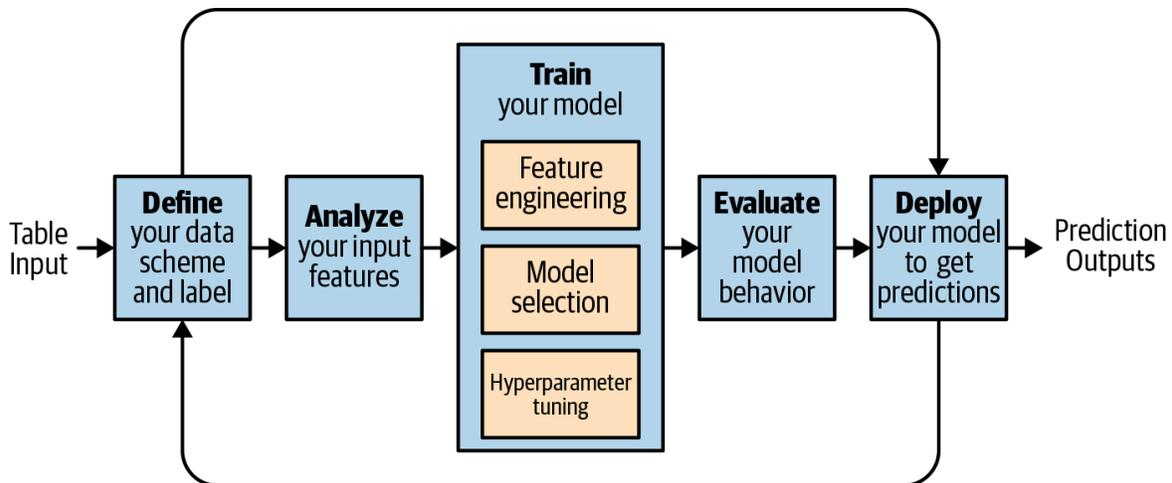 Table
Input
Define
your data
scheme
and label
Analyze
your input
features
Train
your model
Feature
engineering
Model
selection
Hyperparameter
tuning
Evaluate
your
model
behavior
Deploy
your model
to get
predictions
Prediction
Outputs